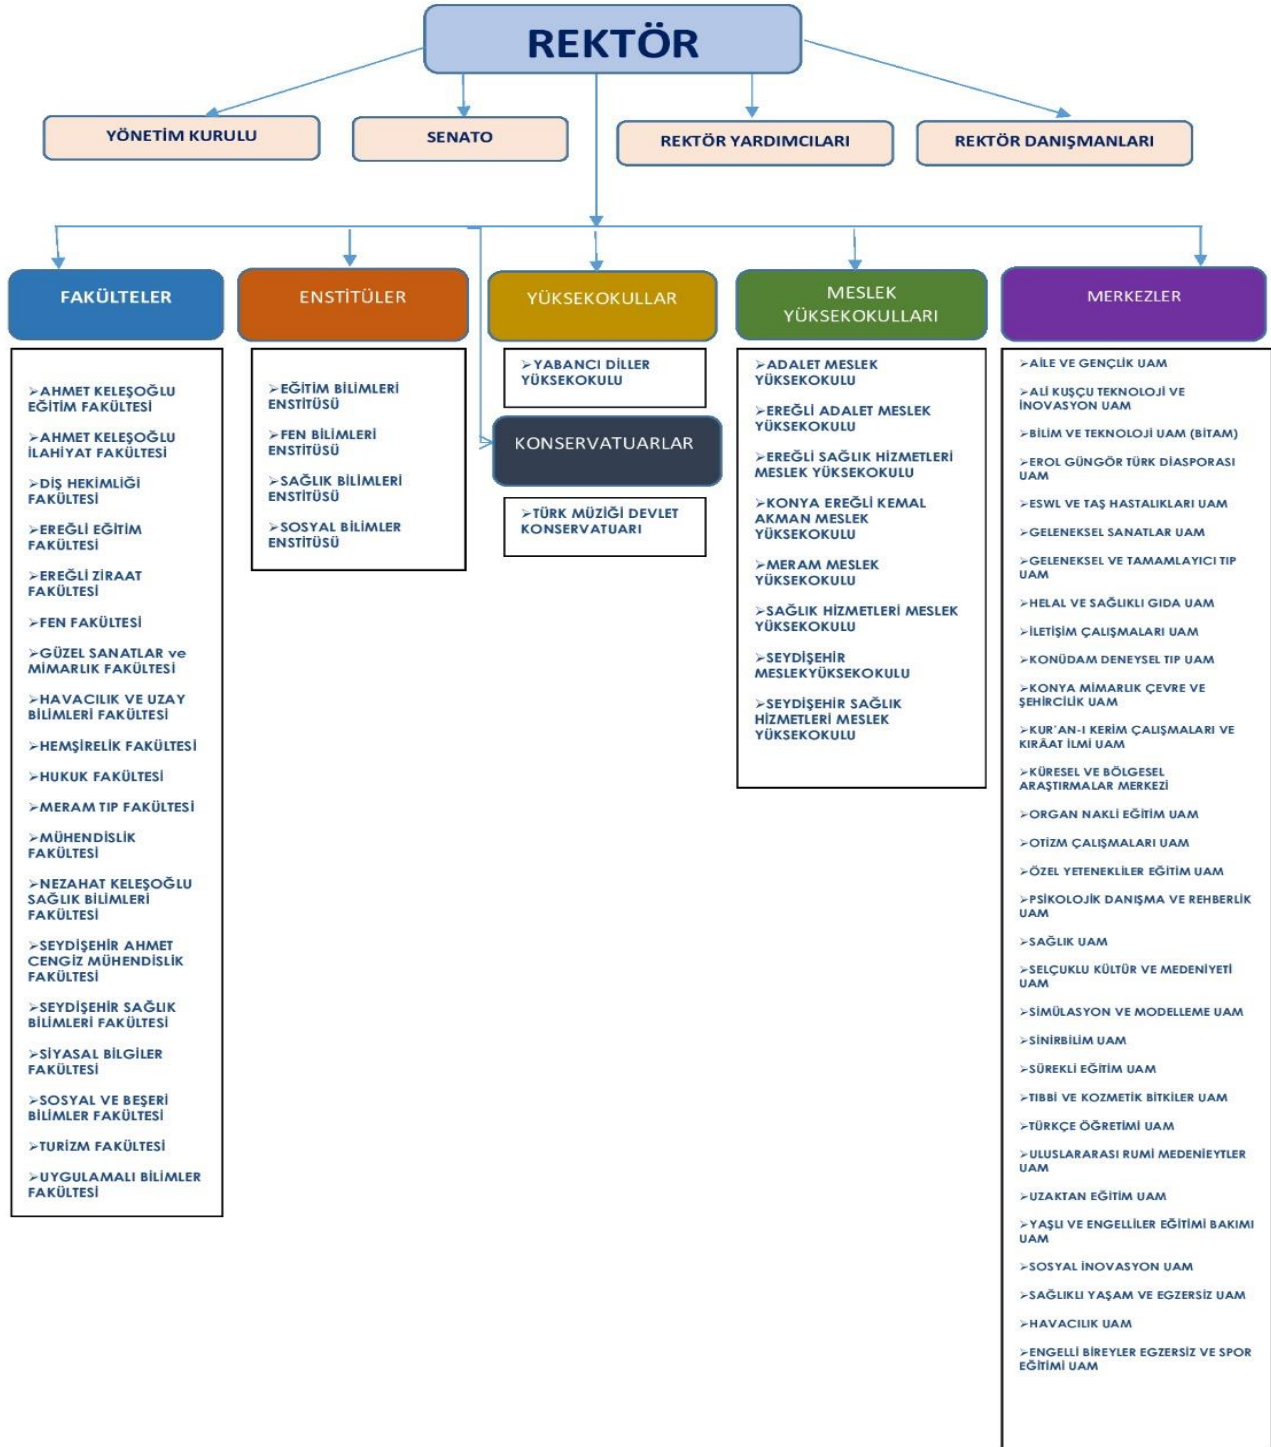 REKTÖR
YÖNETİM KURULU
SENATO
REKTÖR YARDIMCILARI
REKTÖR DANIŞMANLARI
FAKÜLTELER
➢AHMET KELEŞOĞLU
EĞİTİM FAKÜLTESİ
➢AHMET KELEŞOĞLU
İLAHİYAT FAKÜLTESİ
➢DİŞ HEKİMLİĞİ
FAKÜLTESİ
➢EREĞLİ EĞİTİM
FAKÜLTESİ
➢EREĞLİ ZİRAAT
FAKÜLTESİ
➢FEN FAKÜLTESİ
➢GÜZEL SANATLAR ve
MİMARLIK FAKÜLTESİ
➢HAVACILIK VE UZAY
BİLİMLERİ FAKÜLTESİ
➢HEMŞİRELİK FAKÜLTESİ
➢HUKUK FAKÜLTESİ
➢MERAM TIP FAKÜLTESİ
➢MÜHENDİSLİK
FAKÜLTESİ
➢NEZAHAT KELEŞOĞLU
SAĞLIK BİLİMLERİ
FAKÜLTESİ
➢SEYDİŞEHİR AHMET
CENGİZ MÜHENDİSLİK
FAKÜLTESİ
➢SEYDİŞEHİR SAĞLIK
BİLİMLERİ FAKÜLTESİ
➢SİYASAL BİLGİLER
FAKÜLTESİ
➢SOSYAL VE BEŞERİ
BİLİMLER FAKÜLTESİ
➢TURİZM FAKÜLTESİ
➢UYGULAMALI BİLİMLER
FAKÜLTESİ
ENSTİTÜLER
➢EĞİTİM BİLİMLERİ
ENSTİTÜSÜ
➢FEN BİLİMLERİ
ENSTİTÜSÜ
➢SAĞLIK BİLİMLERİ
ENSTİTÜSÜ
➢SOSYAL BİLİMLER
ENSTİTÜSÜ
YÜKSEKOKULLAR
➢YABANCI DİLLER
YÜKSEKOKULU
KONSERVATUARLAR
➢TÜRK MÜZİĞİ DEVLET
KONSERVATUARI
MESLEK
YÜKSEKOKULLARI
➢ADALET MESLEK
YÜKSEKOKULU
➢EREĞLİ ADALET MESLEK
YÜKSEKOKULU
➢EREĞLİ SAĞLIK HİZMETLERİ
MESLEK YÜKSEKOKULU
➢KONYA EREĞLİ KEMAL
AKMAN MESLEK
YÜKSEKOKULU
➢MERAM MESLEK
YÜKSEKOKULU
➢SAĞLIK HİZMETLERİ MESLEK
YÜKSEKOKULU
➢SEYDİŞEHİR
MESLEKYÜKSEKOKULU
➢SEYDİŞEHİR SAĞLIK
HİZMETLERİ MESLEK
YÜKSEKOKULU
MERKEZLER
➢AİLE VE GENÇLİK UAM
➢ALİ KUŞÇU TEKNOLOJİ VE
İNOVASYON UAM
➢BİLİM VE TEKNOLOJİ UAM (BİTAM)
➢EROL GÜNGÖR TÜRK DİASPORASI
UAM
➢ESWL VE TAŞ HASTALIKLARI UAM
➢GELENEKSEL SANATLAR UAM
➢GELENEKSEL VE TAMAMLAYICI TIP
UAM
➢HELAL VE SAĞLIKLI GIDA UAM
➢İLETİŞİM ÇALIŞMALARI UAM
➢KONÜDAM DENEYSEL TIP UAM
➢KONYA MİMARLIK ÇEVRE VE
ŞEHİRCİLİK UAM
➢KUR'AN-I KERİM ÇALIŞMALARI VE
KIRÂAT İLMİ UAM
➢KÜRESEL VE BÖLGESEL
ARAŞTIRMALAR MERKEZİ
➢ORGAN NAKLİ EĞİTİM UAM
➢OTİZM ÇALIŞMALARI UAM
➢ÖZEL YETENEKLİLER EĞİTİM UAM
➢PSİKOLOJİK DANIŞMA VE REHBERLİK
UAM
➢SAĞLIK UAM
➢SELÇUKLU KÜLTÜR VE MEDENİYETİ
UAM
➢SİMÜLASYON VE MODELLEME UAM
➢SİNİRBİLİM UAM
➢SÜREKLİ EĞİTİM UAM
➢TIBBİ VE KOZMETİK BİTKİLER UAM
➢TÜRKÇE ÖĞRETİMİ UAM
➢ULUSLARARASI RUMİ MEDENİEYTLER
UAM
➢UZAKTAN EĞİTİM UAM
➢YAŞLI VE ENGELLİLER EĞİTİMİ BAKIMI
UAM
➢SOSYAL İNOVASYON UAM
➢SAĞLIKLI YAŞAM VE EGZERSİZ UAM
➢HAVACILIK UAM
➢ENGELLİ BİREYLER EGZERSİZ VE SPOR
EĞİTİMİ UAM